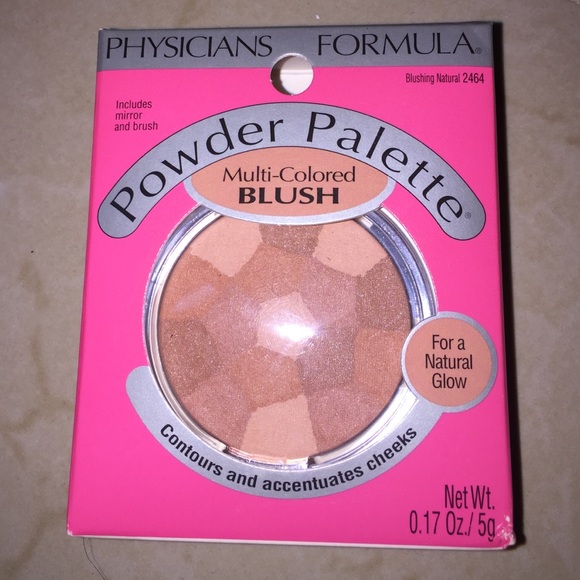 PHYSICIANS FORMULA®
Blushing Natural 2464
Includes
mirror
and brush
Powder Palette®
Multi-Colored
BLUSH
For a
Natural
Glow
Contours and accentuates cheeks
Net Wt.
0.17 Oz./ 5g